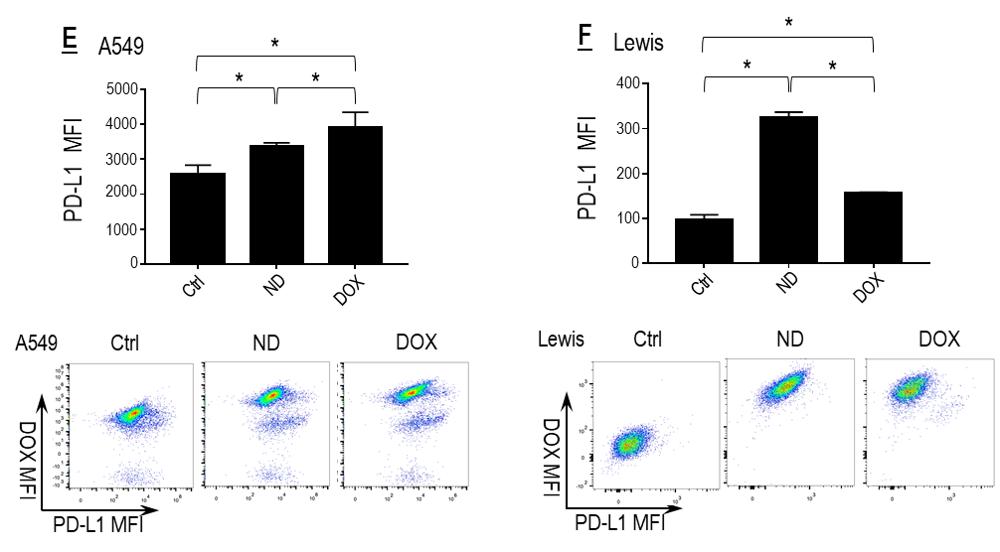 E A549
*
* *
PD-L1 MFI
5000
4000
3000
2000
1000
0
Ctrl ND DOX
F Lewis
*
* *
PD-L1 MFI
400
300
200
100
0
Ctrl ND DOX
A549 Ctrl ND DOX
DOX MFI
PD-L1 MFI
Lewis Ctrl ND DOX
DOX MFI
PD-L1 MFI